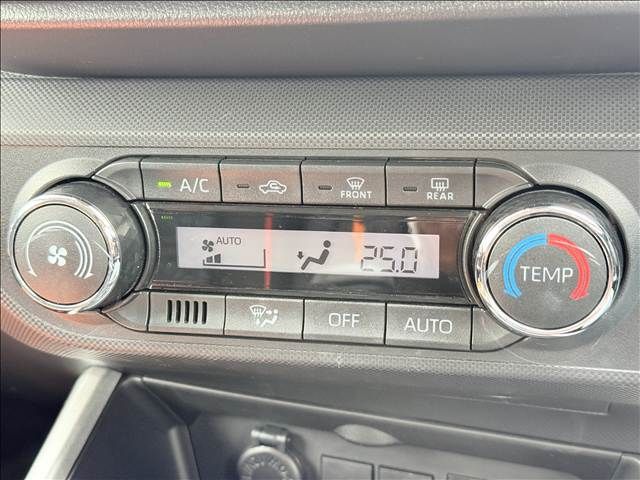 A/C
FRONT
REAR
AUTO
25.0
TEMP
OFF
AUTO